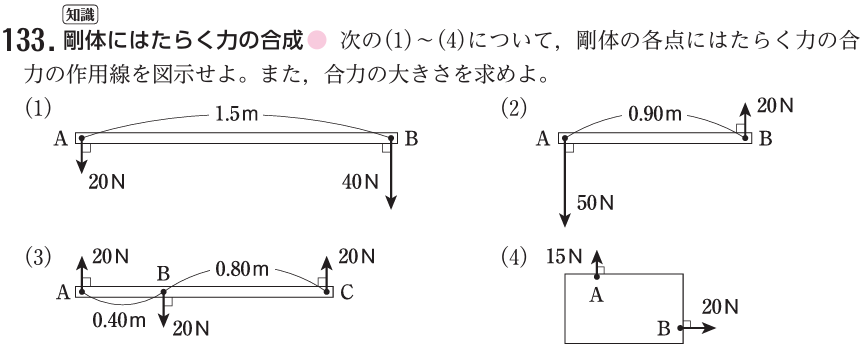 知識
133. 剛体にはたらく力の合成● 次の(1)～(4)について，剛体の各点にはたらく力の合
力の作用線を図示せよ。また，合力の大きさを求めよ。
(1)
1.5m
A
B
20N
40N
(2)
0.90m
20N
A
B
50N
(3)
20N
B
0.80m
20N
A
C
0.40m
20N
(4)
15N
A
20N
B